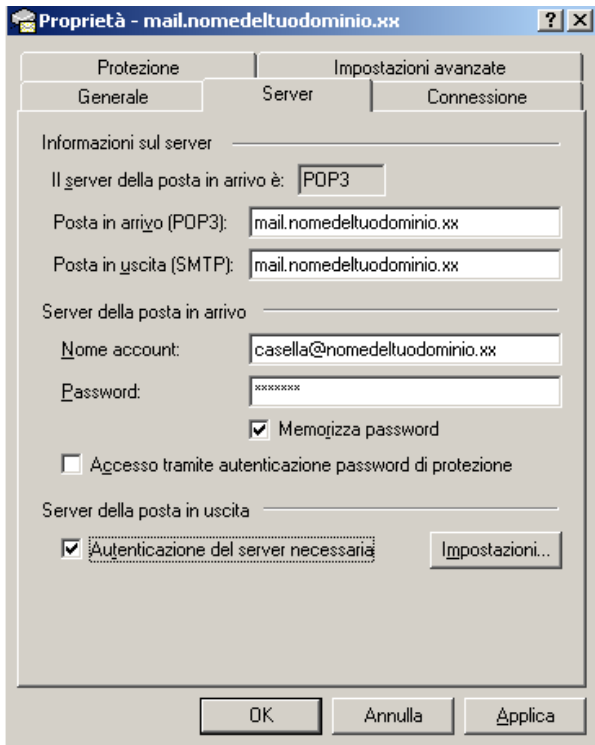 Proprietà - mail.nomedeltuodominio.xx
Protezione Impostazioni avanzate
Generale Server Connessione
Informazioni sul server
Il server della posta in arrivo è: POP3
Posta in arrivo (POP3): mail.nomedeltuodominio.xx
Posta in uscita (SMTP): mail.nomedeltuodominio.xx
Server della posta in arrivo
Nome account: casella@nomedeltuodominio.xx
Password: *******
Memorizza password
Accesso tramite autenticazione password di protezione
Server della posta in uscita
Autenticazione del server necessaria Impostazioni...
OK Annulla Applica